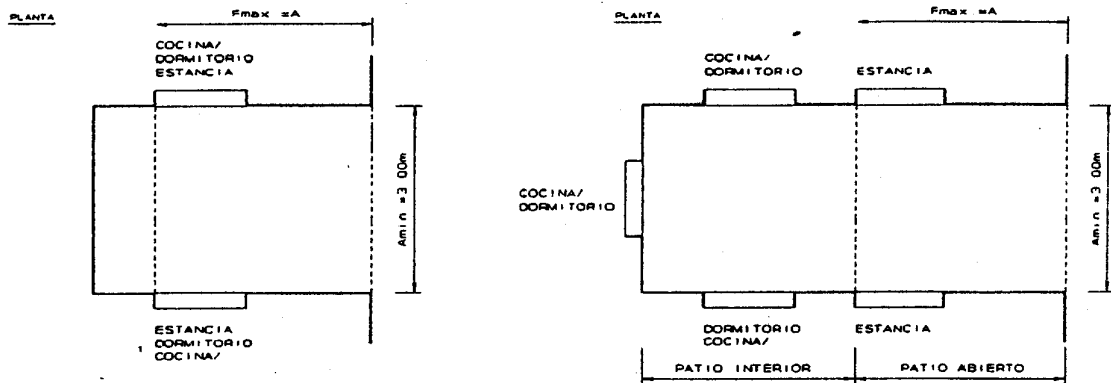 PLANTA
Fmax =A
COCINA/
DORMITORIO
ESTANCIA
Amin =3 00m
ESTANCIA
DORMITORIO
COCINA/
PLANTA
Fmax =A
COCINA/
DORMITORIO
ESTANCIA
COCINA/
DORMITORIO
Amin =3 00m
DORMITORIO
COCINA/
ESTANCIA
PATIO INTERIOR
PATIO ABIERTO